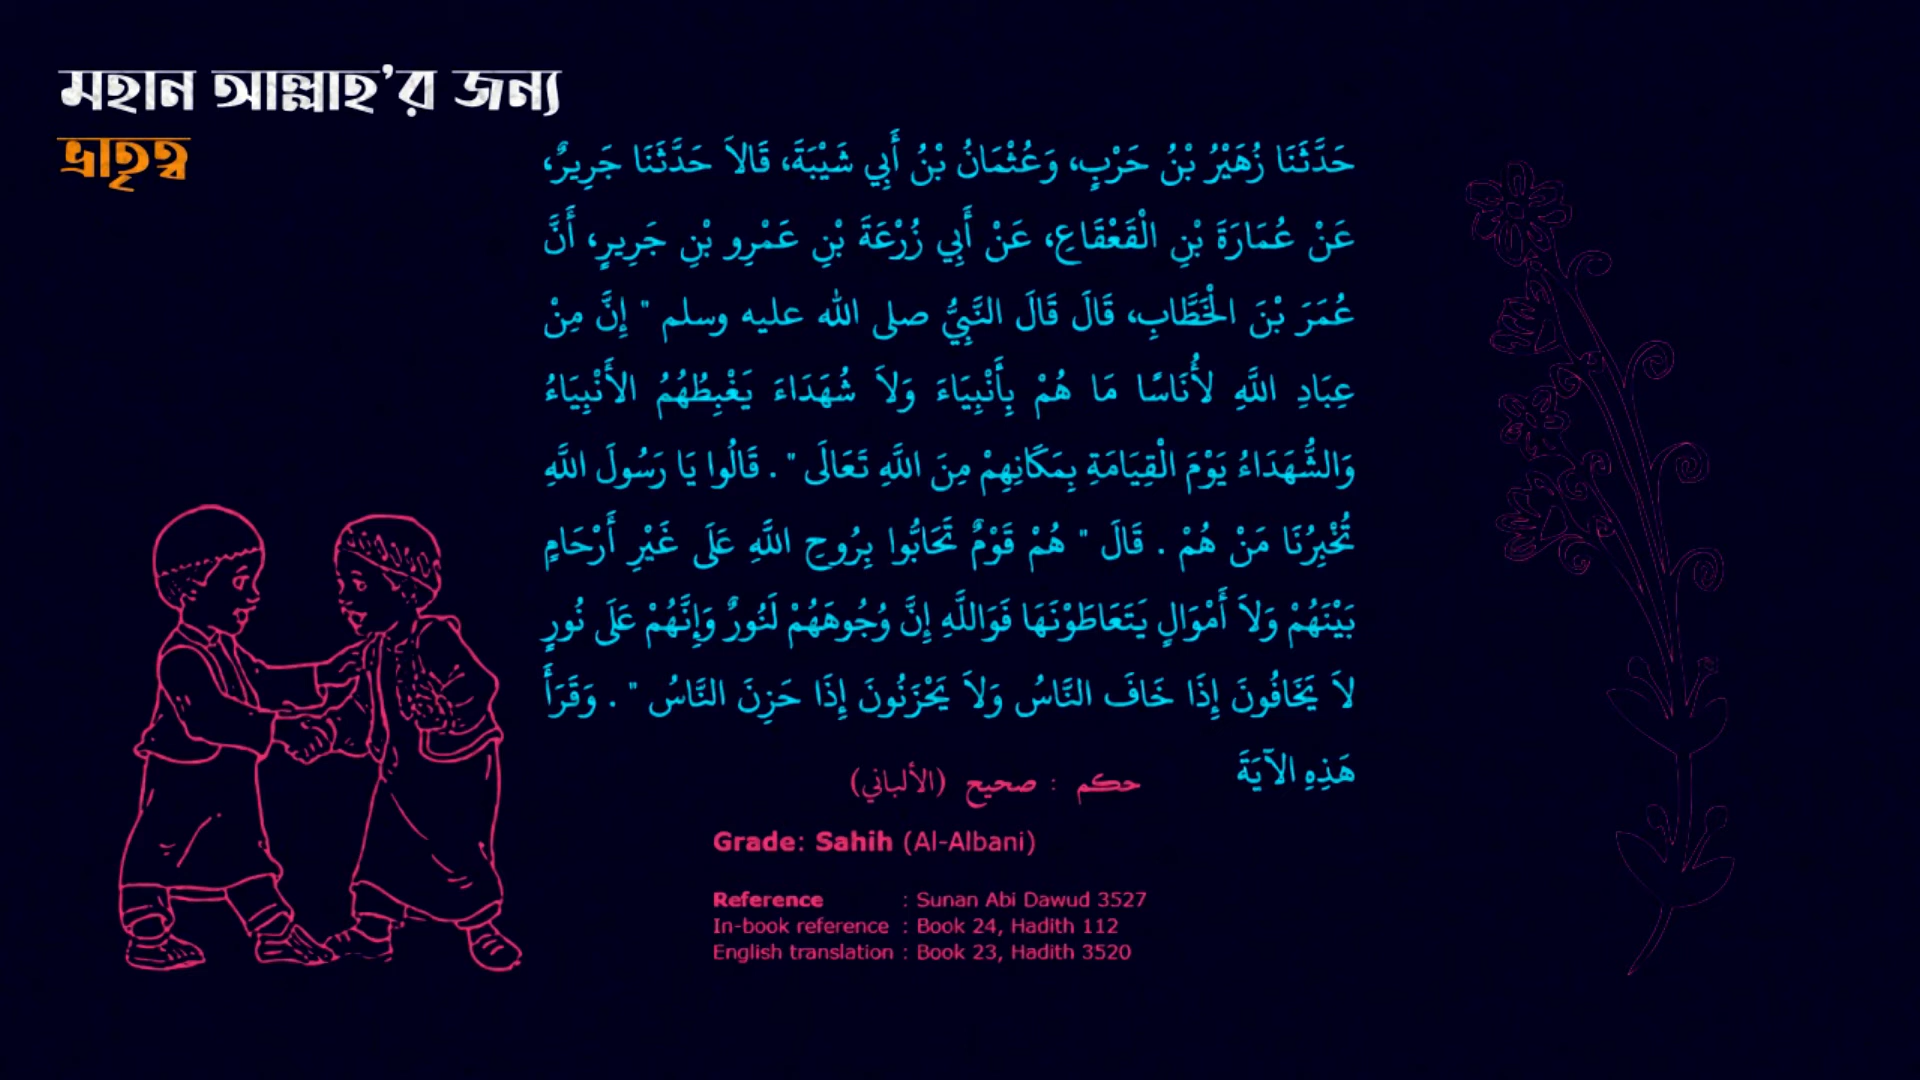 মহান আল্লাহ’র জন্য
ভ্রাতৃত্ব
حَدَّثَنَا زُهَيْرُ بْنُ حَرْبٍ، وَعُثْمَانُ بْنُ أَبِي شَيْبَةَ، قَالاَ حَدَّثَنَا جَرِيرٌ،
عَنْ عُمَارَةَ بْنِ الْقَعْقَاعِ، عَنْ أَبِي زُرْعَةَ بْنِ عَمْرِو بْنِ جَرِيرٍ، أَنَّ
عُمَرَ بْنَ الْخَطَّابِ، قَالَ قَالَ النَّبِيُّ صلى الله عليه وسلم " إِنَّ مِنْ
عِبَادِ اللَّهِ لأُنَاسًا مَا هُمْ بِأَنْبِيَاءَ وَلاَ شُهَدَاءَ يَغْبِطُهُمُ الأَنْبِيَاءُ
وَالشُّهَدَاءُ يَوْمَ الْقِيَامَةِ بِمَكَانِهِمْ مِنَ اللَّهِ تَعَالَى " . قَالُوا يَا رَسُولَ اللَّهِ
تُخْبِرُنَا مَنْ هُمْ . قَالَ " هُمْ قَوْمٌ تَحَابُّوا بِرُوحِ اللَّهِ عَلَى غَيْرِ أَرْحَامٍ
بَيْنَهُمْ وَلاَ أَمْوَالٍ يَتَعَاطَوْنَهَا فَوَاللَّهِ إِنَّ وُجُوهَهُمْ لَنُورٌ وَإِنَّهُمْ عَلَى نُورٍ
لاَ يَخَافُونَ إِذَا خَافَ النَّاسُ وَلاَ يَحْزَنُونَ إِذَا حَزِنَ النَّاسُ " . وَقَرَأَ
هَذِهِ الآيَةَ
حكم : صحيح (الألباني)
Grade: Sahih (Al-Albani)
Reference : Sunan Abi Dawud 3527
In-book reference : Book 24, Hadith 112
English translation : Book 23, Hadith 3520